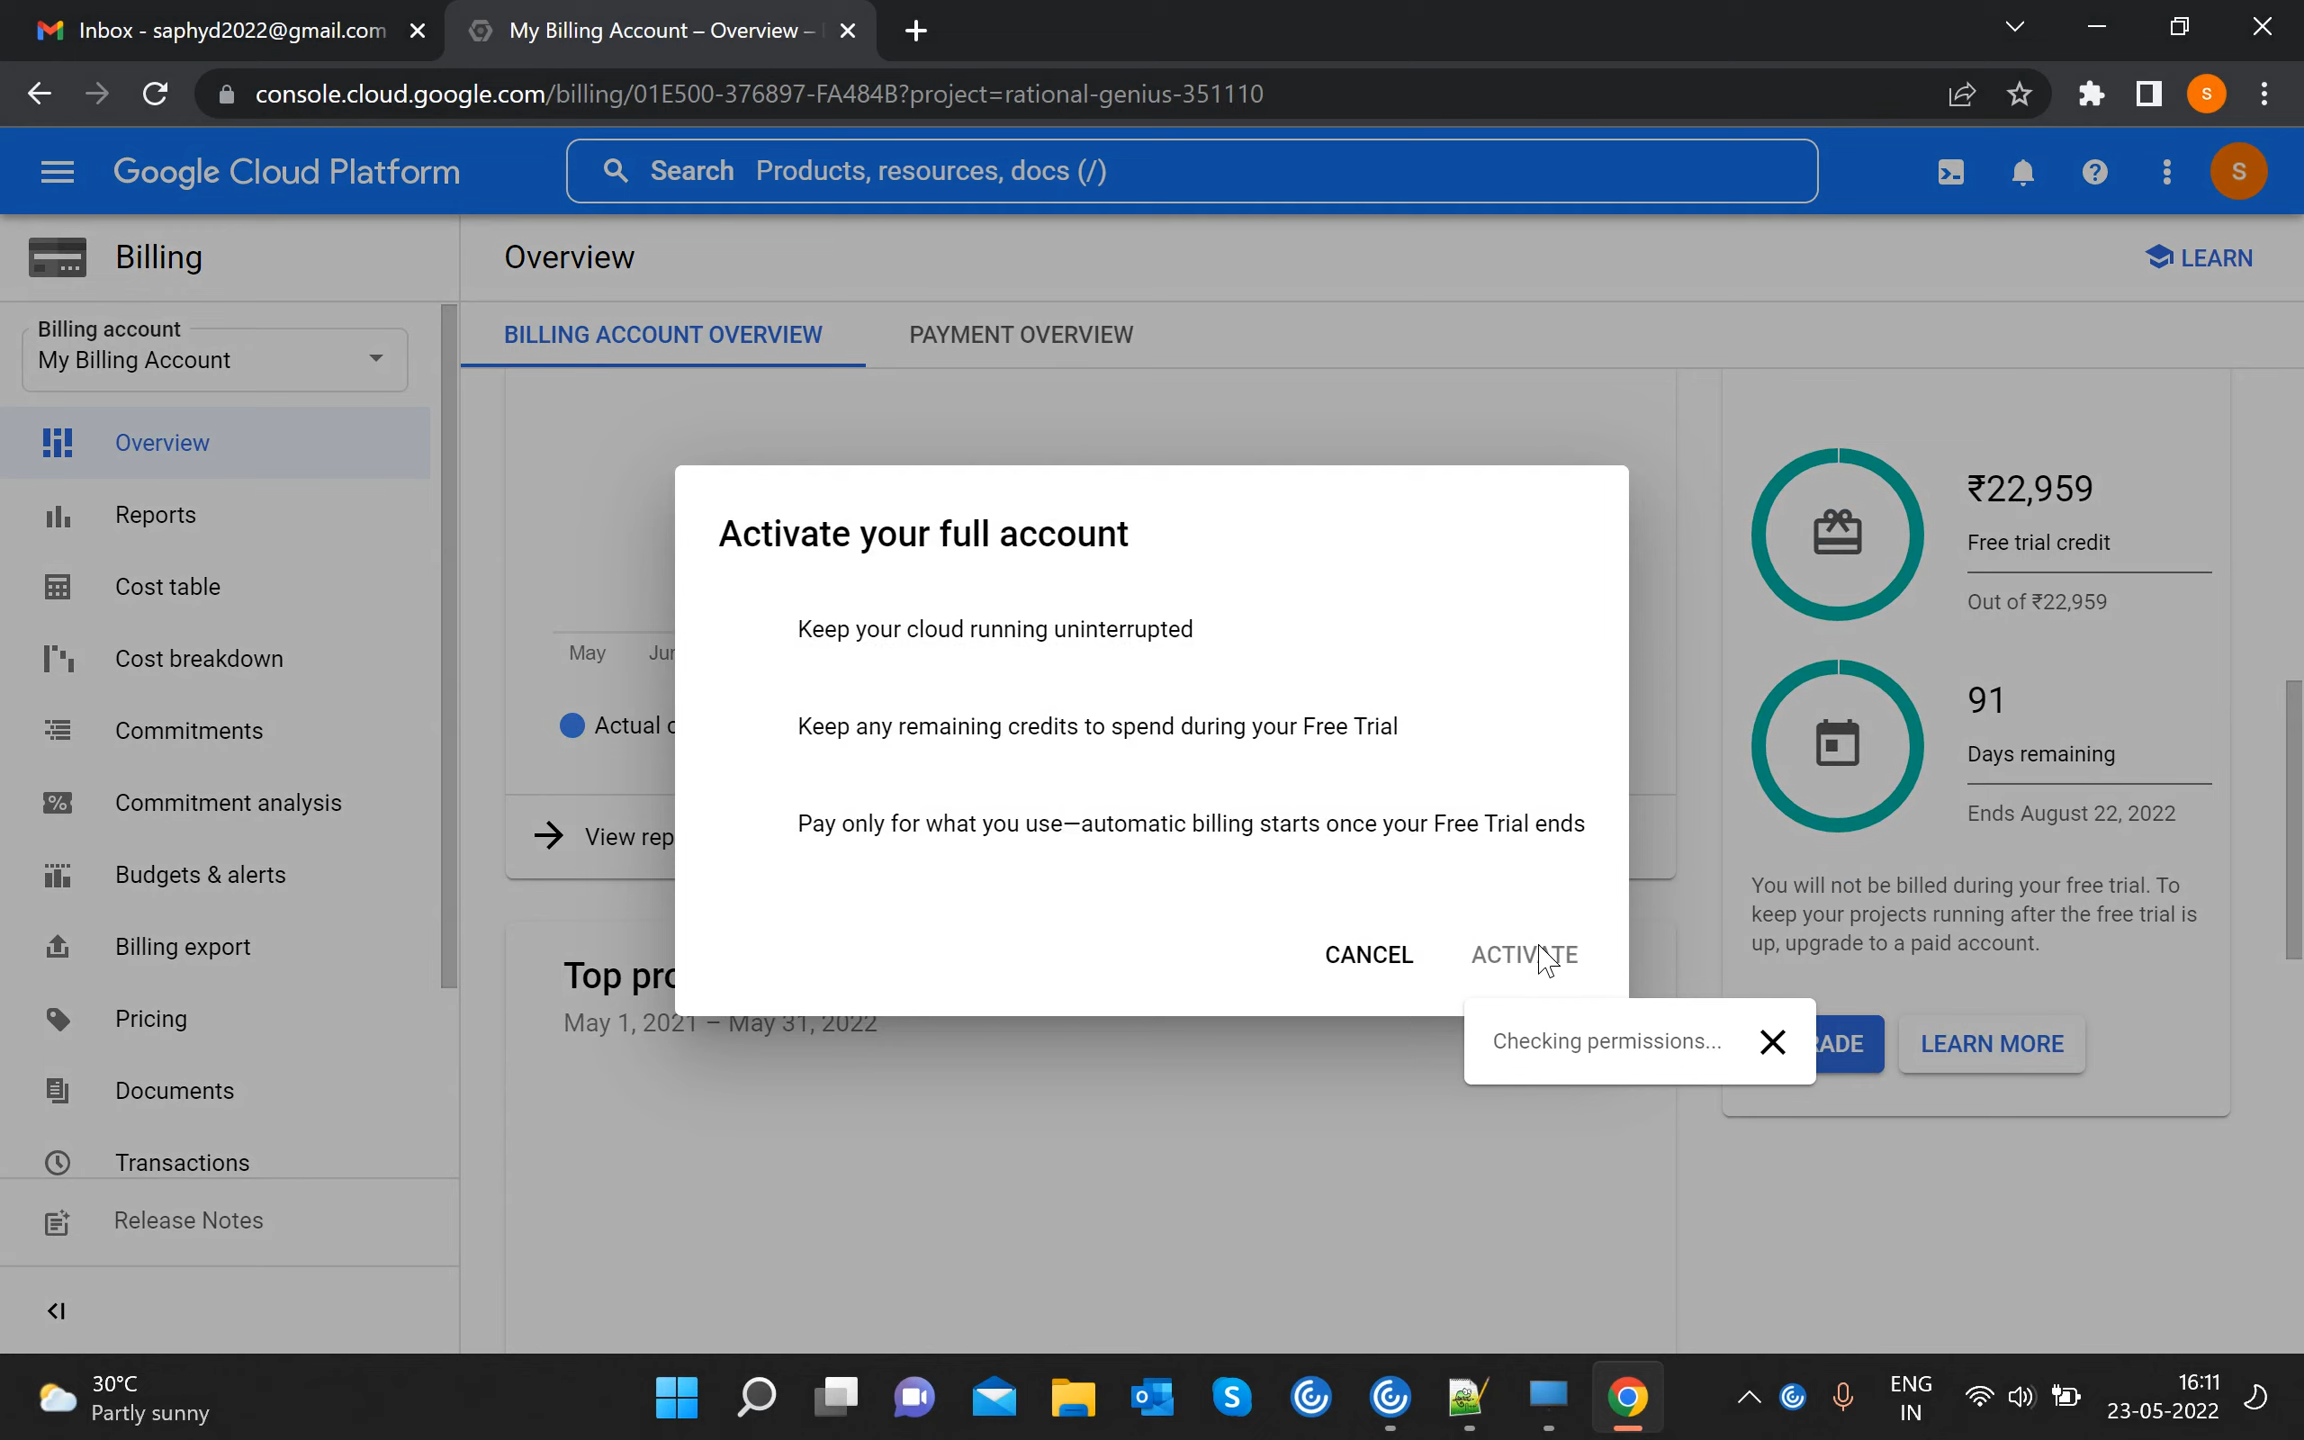 Inbox - saphyd2022@gmail.com
My Billing Account – Overview –
console.cloud.google.com/billing/01E500-376897-FA484B?project=rational-genius-351110
S
Google Cloud Platform
Search Products, resources, docs (/)
S
Billing
Overview
LEARN
Billing account
My Billing Account
BILLING ACCOUNT OVERVIEW
PAYMENT OVERVIEW
Overview
Reports
Cost table
Cost breakdown
Commitments
Commitment analysis
Budgets & alerts
Billing export
Pricing
Documents
Transactions
Release Notes
May
Actual
View
Top
May 1, 2021 – May 31, 2022
Activate your full account
Keep your cloud running uninterrupted
Keep any remaining credits to spend during your Free Trial
Pay only for what you use—automatic billing starts once your Free Trial ends
CANCEL
ACTIVATE
Checking permissions...
₹22,959
Free trial credit
Out of ₹22,959
91
Days remaining
Ends August 22, 2022
You will not be billed during your free trial. To
keep your projects running after the free trial is
up, upgrade to a paid account.
RADE
LEARN MORE
30°C
Partly sunny
ENG
IN
16:11
23-05-2022